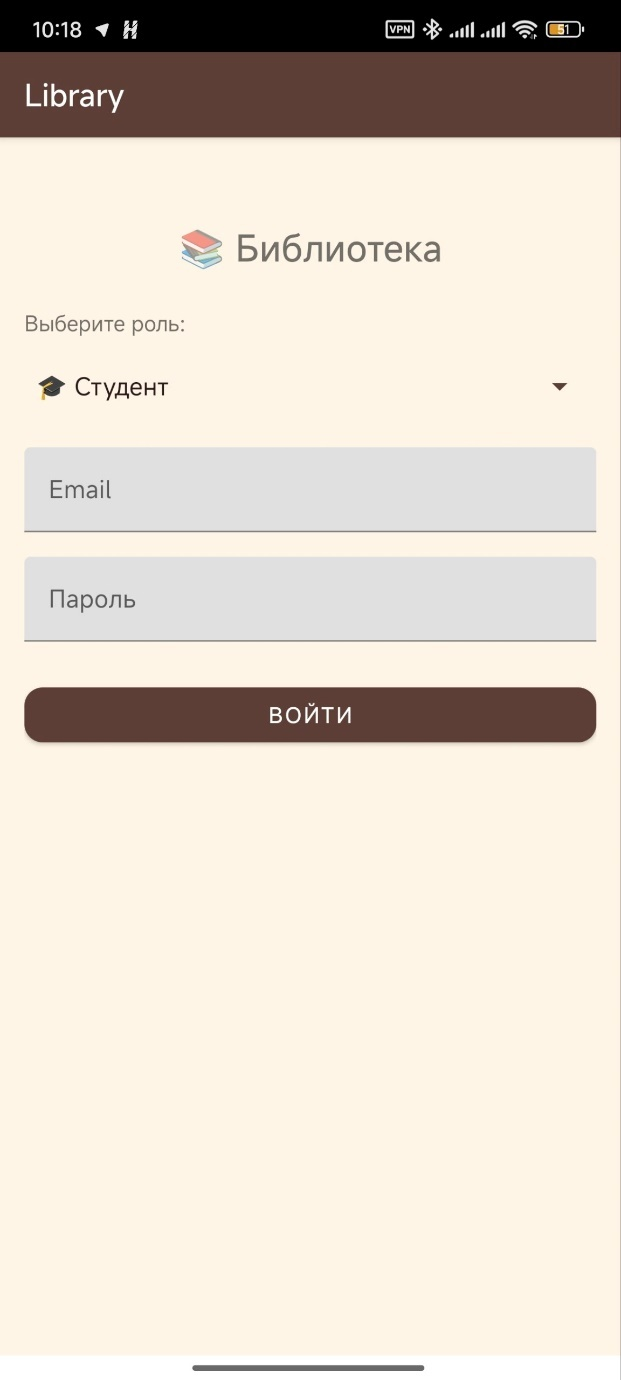 10:18 VPN 51
Library
📚 Библиотека
Выберите роль:
🎓 Студент
Email
Пароль
ВОЙТИ